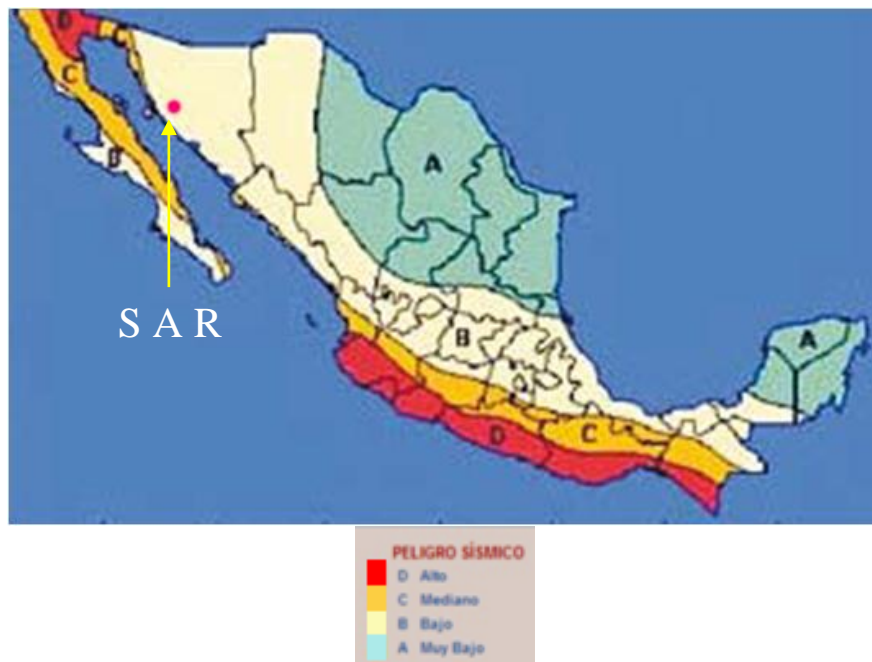 D
C
C
B
A
S A R
B
A
D
C
PELIGRO SÍSMICO
D Alto
C Mediano
B Bajo
A Muy Bajo